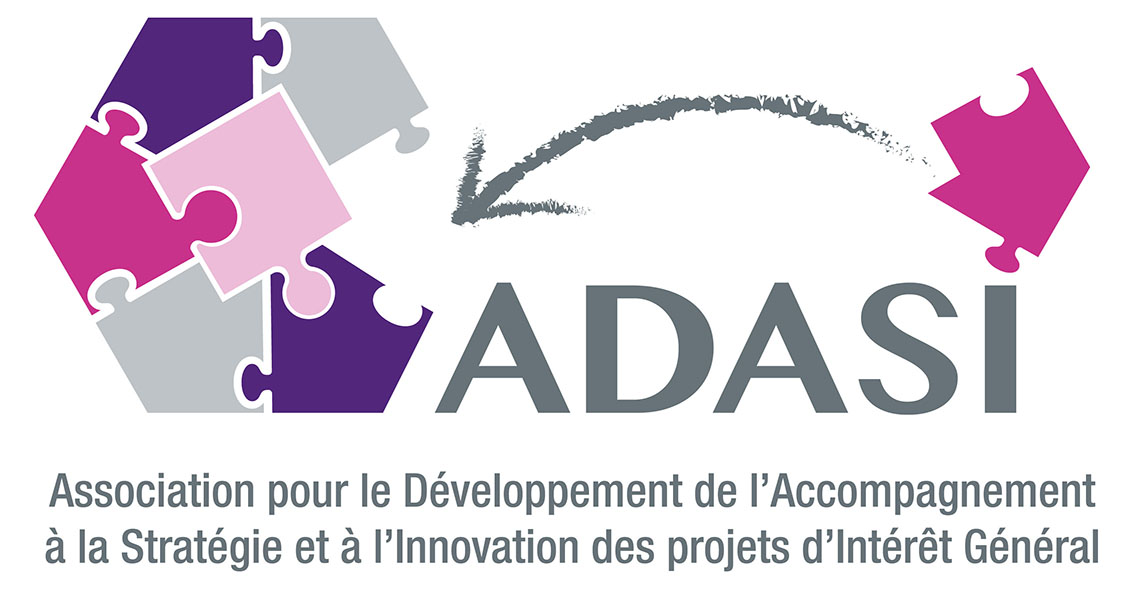 ADASI
Association pour le Développement de l’Accompagnement
à la Stratégie et à l’Innovation des projets d’Intérêt Général